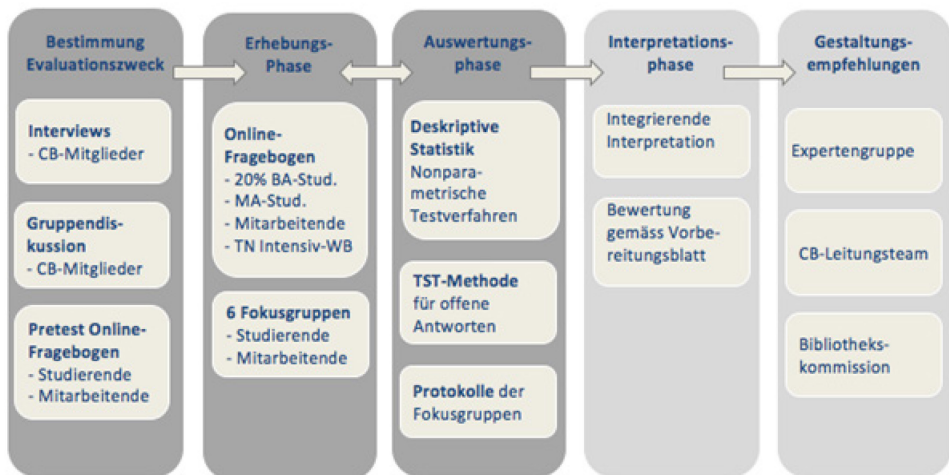 Bestimmung
Evaluationszweck
Interviews
- CB-Mitglieder
Gruppendis-
kussion
- CB-Mitglieder
Pretest Online-
Fragebogen
- Studierende
- Mitarbeitende
Erhebungs-
Phase
Online-
Fragebogen
- 20% BA-Stud.
- MA-Stud.
- Mitarbeitende
- TN Intensiv-WB
6 Fokusgruppen
- Studierende
- Mitarbeitende
Auswertungs-
phase
Deskriptive
Statistik
Nonpara-
metrische
Testverfahren
TST-Methode
für offene
Antworten
Protokolle der
Fokusgruppen
Interpretations-
phase
Integrierende
Interpretation
Bewertung
gemäss Vorbe-
reitungsblatt
Gestaltungs-
empfehlungen
Expertengruppe
CB-Leitungsteam
Bibliotheks-
kommission